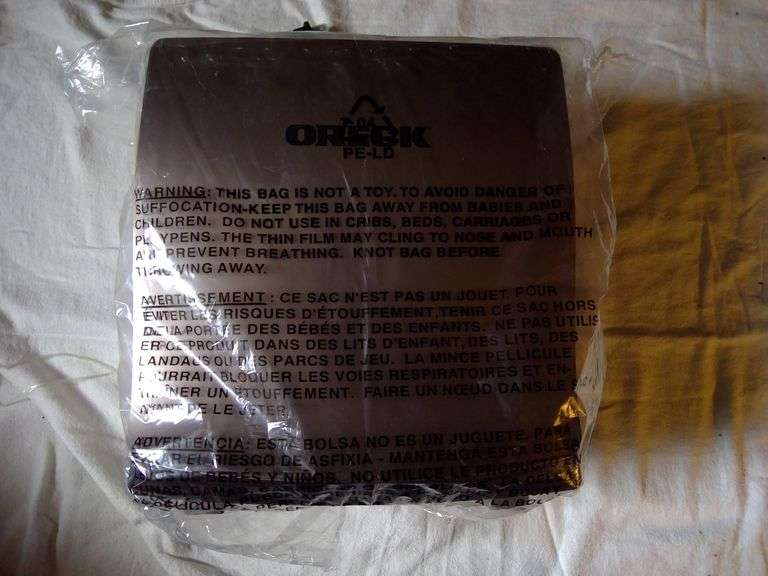 04
ORECK
PE-LD
WARNING: THIS BAG IS NOT A TOY. TO AVOID DANGER OF
SUFFOCATION-KEEP THIS BAG AWAY FROM BABIES AND
CHILDREN. DO NOT USE IN CRIBS, BEDS, CARRIAGES OR
PLAYPENS. THE THIN FILM MAY CLING TO NOSE AND MOUTH
AND PREVENT BREATHING. KNOT BAG BEFORE
THROWING AWAY.
AVERTISSEMENT : CE SAC N'EST PAS UN JOUET. POUR
EVITER LES RISQUES D'ÉTOUFFEMENT, TENIR CE SAC HORS
DE LA PORTÉE DES BÉBÉS ET DES ENFANTS. NE PAS UTILIS
ER CE PRODUIT DANS DES LITS D'ENFANT, DES LITS, DES
LANDAUS OU DES PARCS DE JEU. LA MINCE PELLICULE
POURRAIT BLOQUER LES VOIES RESPIRATOIRES ET EN-
TRAÎNER UN ÉTOUFFEMENT. FAIRE UN NŒUD DANS LE
AVANT DE LE JETER.
ADVERTENCIA: ESTA BOLSA NO ES UN JUGUETE. PARA
EL RIESGO DE ASFIXIA - MANTENGA ESTA BOLSA
DE BEBÉS Y NIÑOS. NO UTILICE EL PRODUCTO
CUNAS, CAMAS
PELÍCULA A LA